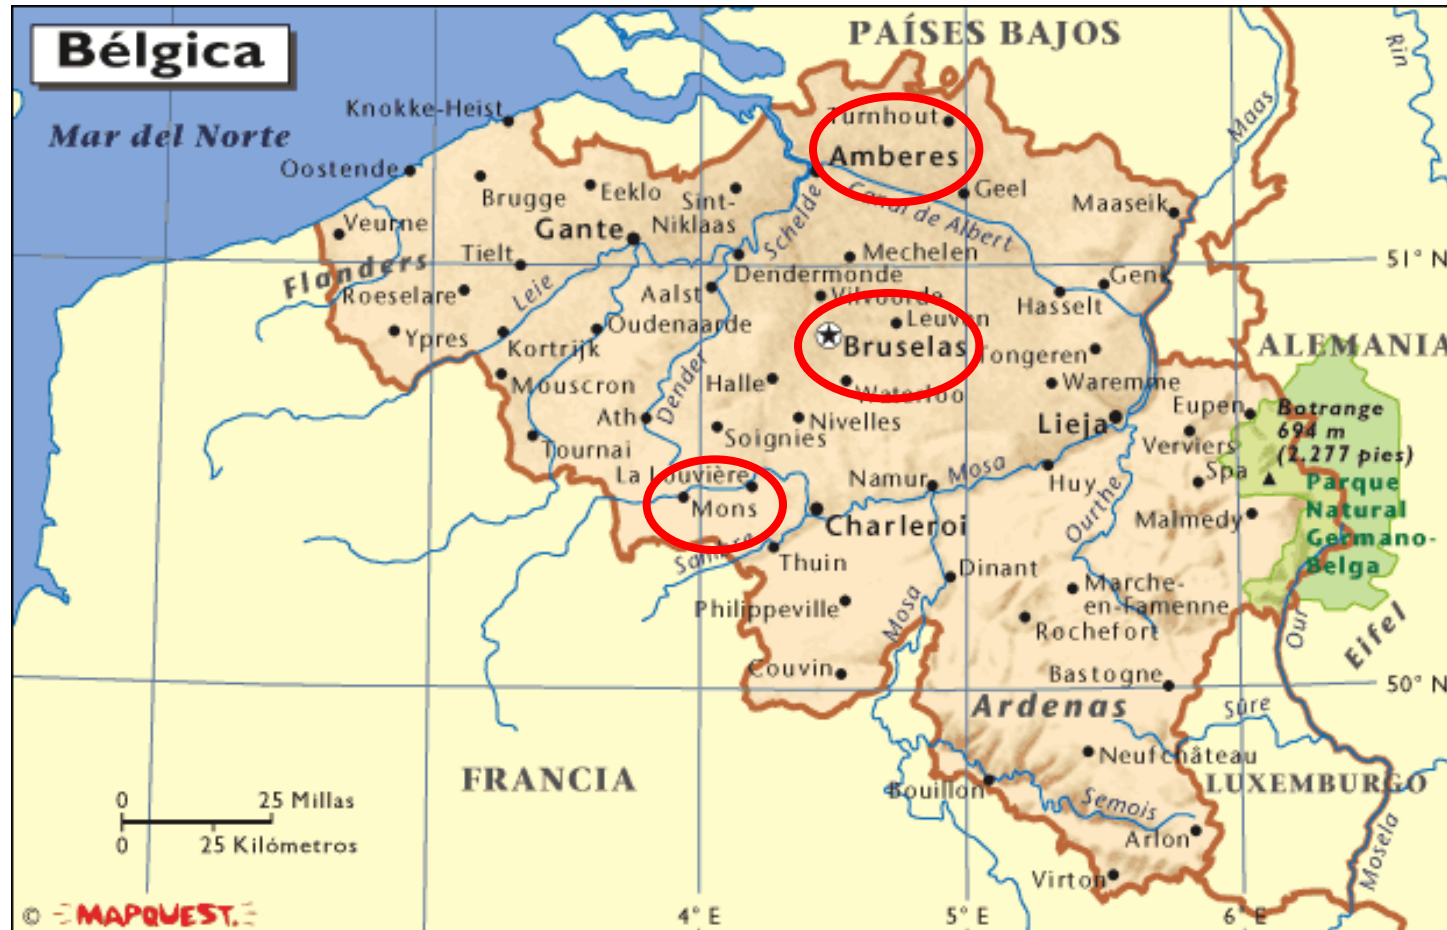 Bélgica
PAÍSES BAJOS
Rin
Mar del Norte
Knokke-Heist
Turnhout
Maas
Oostende
Amberes
Brugge
Eeklo
Sint-
Niklaas
Schelde
Canal de Albert
Geel
Maaseik
Veurne
Gante
Flanders
Tielt
Mechelen
51° N
Dendermonde
Genk
Roeselare
Leie
Aalst
Vilvoorde
Hasselt
Ypres
Kortrijk
Oudenaarde
Leuven
Bruselas
Tongeren
ALEMANIA
Mouscron
Dender
Halle
Waterloo
Waremme
Eupen
Botrange
694 m
(2.277 pies)
Ath
Soignies
Nivelles
Lieja
Verviers
Tournai
La Louvière
Namur
Mosa
Huy
Spa
Parque
Natural
Germano-
Belga
Mons
Charleroi
Ourthe
Malmedy
Sambre
Thuin
Dinant
Marche-
en-Famenne
Philippeville
Mosa
Rochefort
Our
Eifel
Couvin
Bastogne
50° N
Ardenas
Sûre
Neufchâteau
FRANCIA
Bouillon
LUXEMBURGO
0 25 Millas
0 25 Kilómetros
Semois
Arlon
Mosela
Virton
© MAPQUEST.
4° E
5° E
6° E